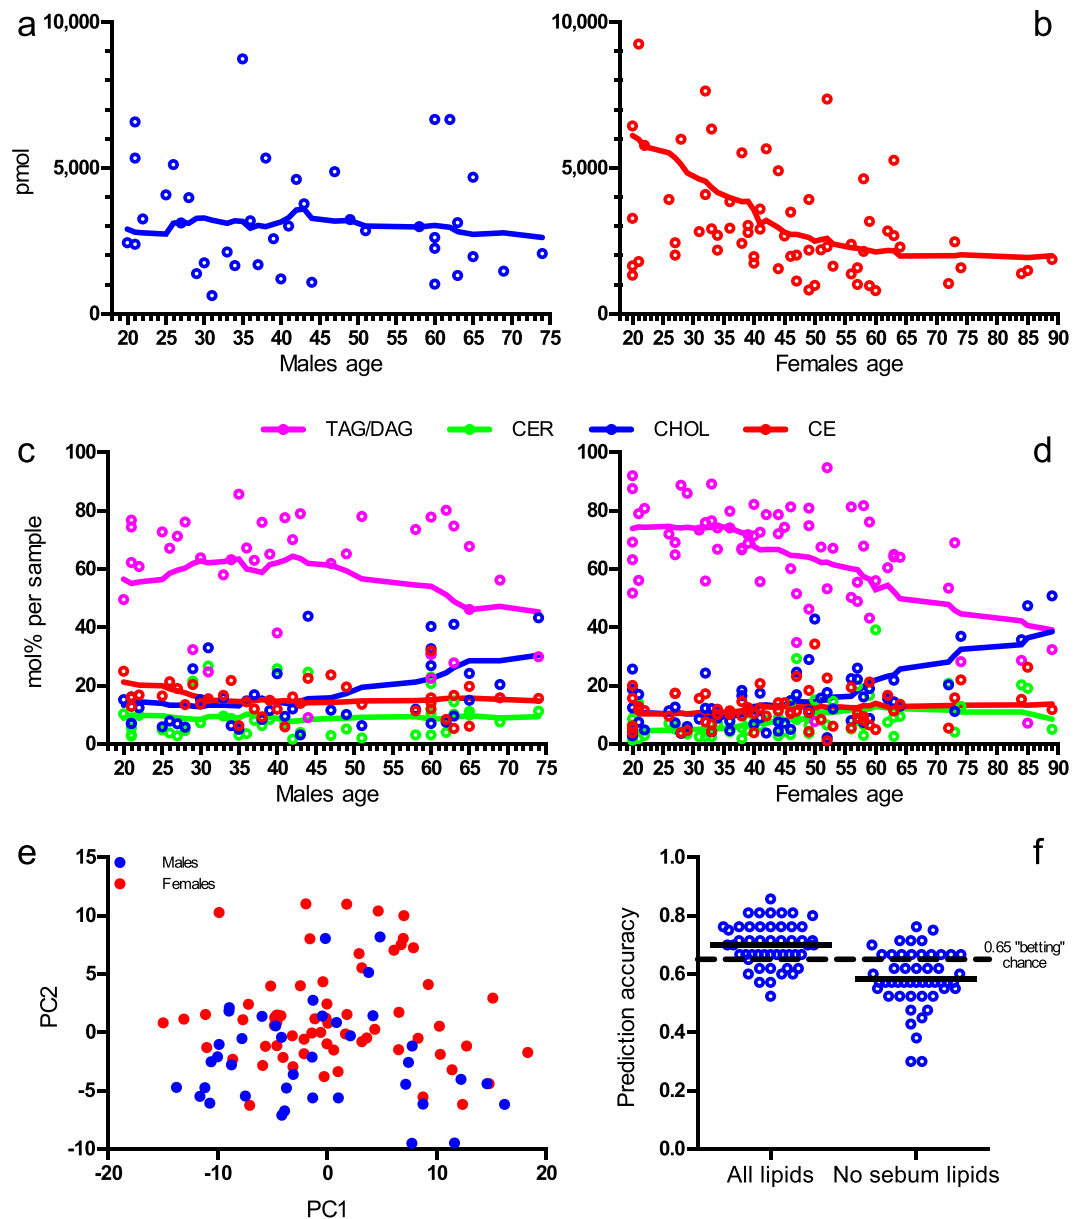 a
b
10,000
5,000
0
pmol
20 25 30 35 40 45 50 55 60 65 70 75
Males age
10,000
5,000
0
20 25 30 35 40 45 50 55 60 65 70 75 80 85 90
Females age
TAG/DAG CER CHOL CE
c
d
100
80
60
40
20
0
mol% per sample
20 25 30 35 40 45 50 55 60 65 70 75
Males age
100
80
60
40
20
0
20 25 30 35 40 45 50 55 60 65 70 75 80 85 90
Females age
e
f
15
10
5
0
-5
-10
PC2
Males
Females
-20 -10 0 10 20
PC1
1.0
0.8
0.6
0.4
0.2
0.0
Prediction accuracy
0.65 "betting"
chance
All lipids No sebum lipids